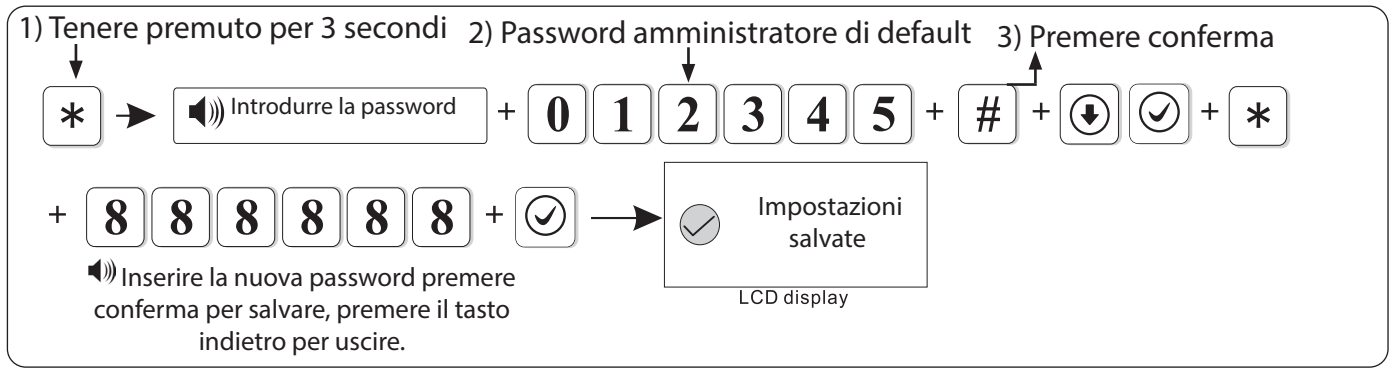 1) Tenere premuto per 3 secondi 2) Password amministratore di default 3) Premere conferma
* Introdurre la password + 0 1 2 3 4 5 + # + + *
+ 8 8 8 8 8 8 +
Impostazioni
salvate
LCD display
Inserire la nuova password premere
conferma per salvare, premere il tasto
indietro per uscire.